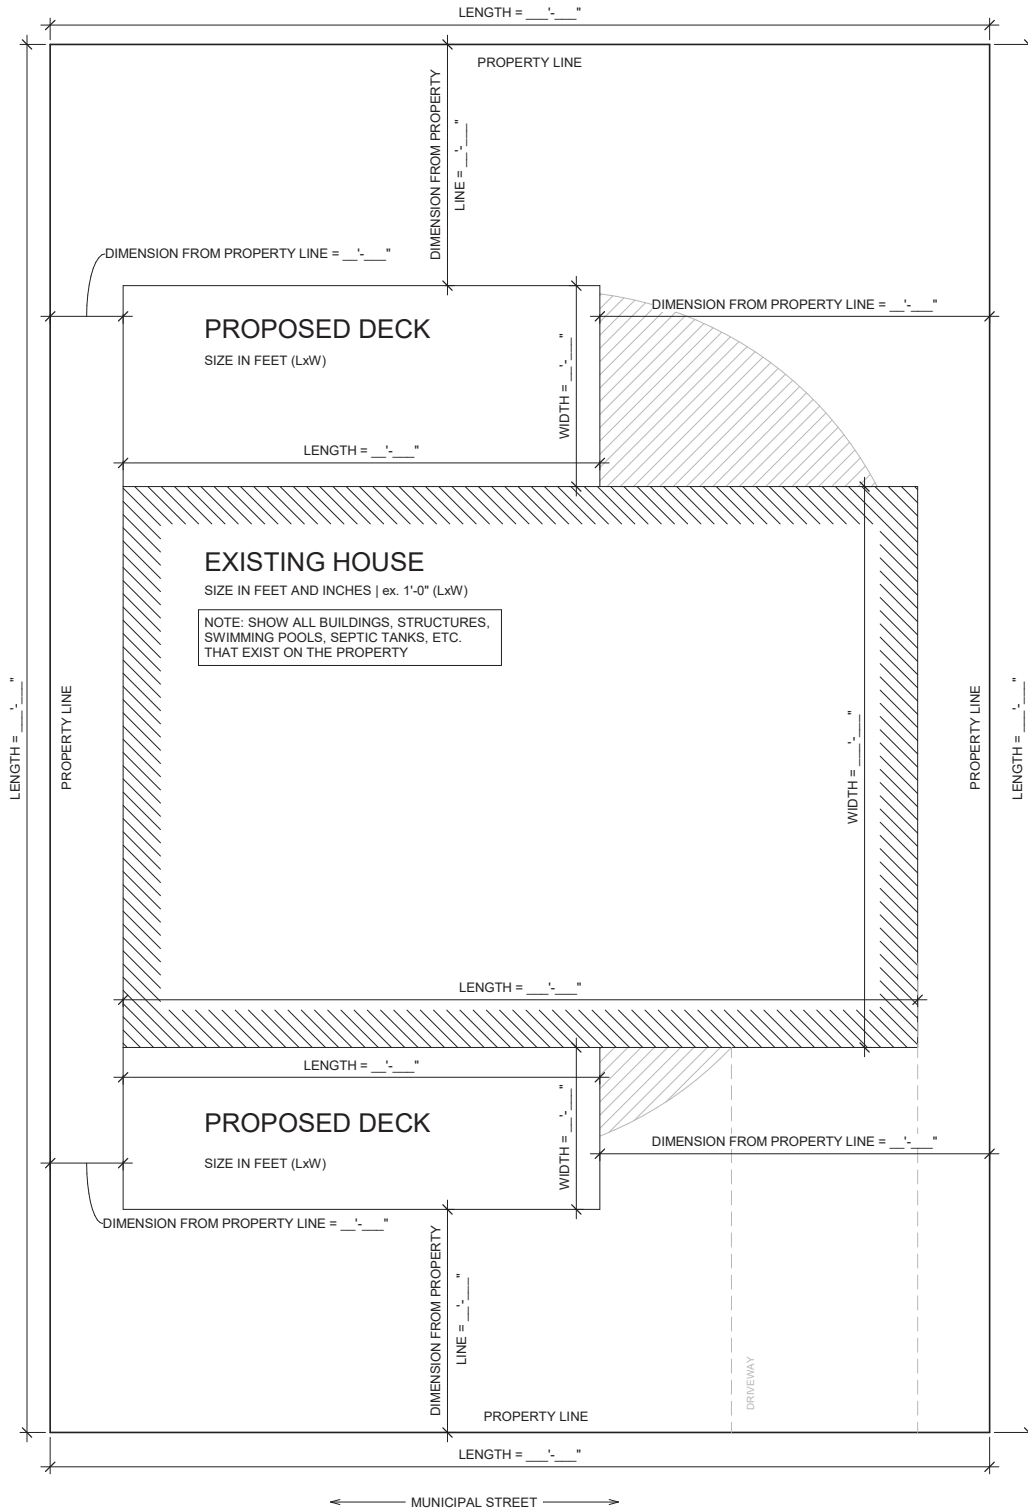 LENGTH = ___'-___"
PROPERTY LINE
DIMENSION FROM PROPERTY
LINE = __'-___"
DIMENSION FROM PROPERTY LINE = __'-___"
DIMENSION FROM PROPERTY LINE = __'-___"
PROPOSED DECK
SIZE IN FEET (LxW)
WIDTH = __'-___"
LENGTH = __'-___"
EXISTING HOUSE
SIZE IN FEET AND INCHES | ex. 1'-0" (LxW)
NOTE: SHOW ALL BUILDINGS, STRUCTURES,
SWIMMING POOLS, SEPTIC TANKS, ETC.
THAT EXIST ON THE PROPERTY
LENGTH = ___'-___"
PROPERTY LINE
WIDTH = ___'-___"
PROPERTY LINE
LENGTH = ___'-___"
LENGTH = ___'-___"
LENGTH = __'-___"
PROPOSED DECK
SIZE IN FEET (LxW)
WIDTH = __'-___"
DIMENSION FROM PROPERTY LINE = __'-___"
DIMENSION FROM PROPERTY LINE = __'-___"
DIMENSION FROM PROPERTY
LINE = __'-___"
DRIVEWAY
PROPERTY LINE
LENGTH = ___'-___"
MUNICIPAL STREET